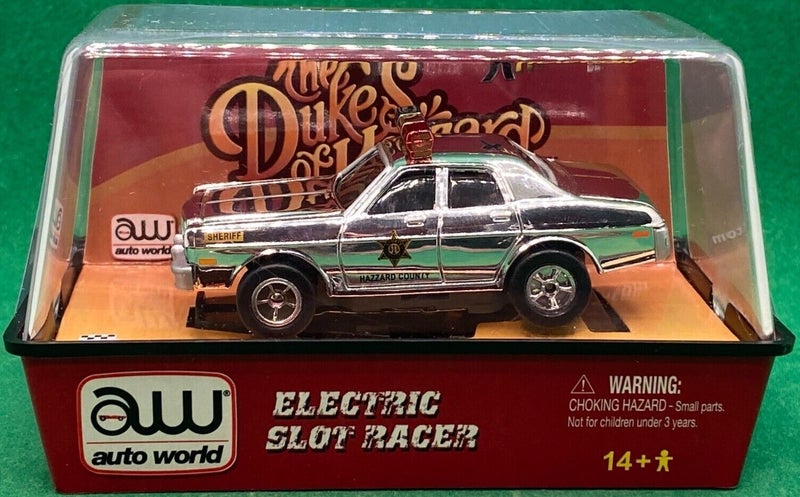 The
Dukes
of Hazzard
aw
auto world
SHERIFF
HAZZARD COUNTY
aw®
auto world
ELECTRIC
SLOT RACER
WARNING:
CHOKING HAZARD - Small parts.
Not for children under 3 years.
14+